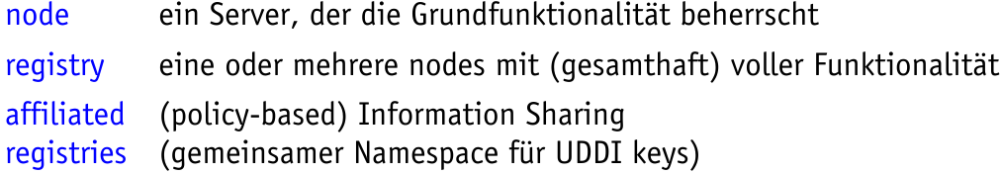 node ein Server, der die Grundfunktionalität beherrscht
registry eine oder mehrere nodes mit (gesamthaft) voller Funktionalität
affiliated (policy-based) Information Sharing
registries (gemeinsamer Namespace für UDDI keys)